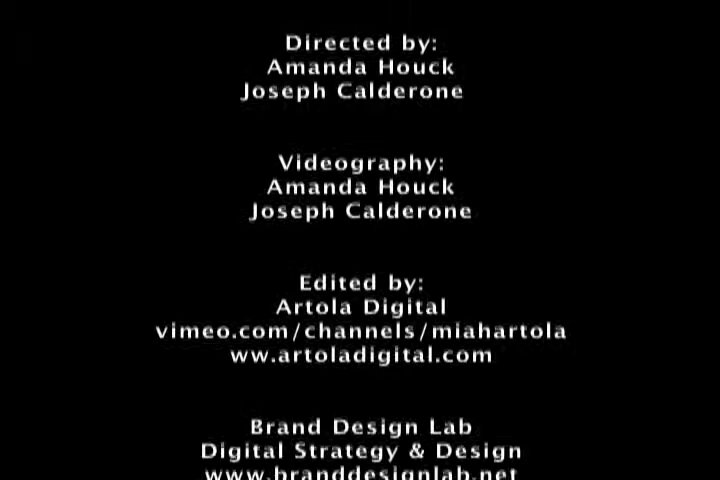 Directed by:
Amanda Houck
Joseph Calderone
Videography:
Amanda Houck
Joseph Calderone
Edited by:
Artola Digital
vimeo.com/channels/miahartola
ww.artoladigital.com
Brand Design Lab
Digital Strategy & Design
www.branddesignlab.net